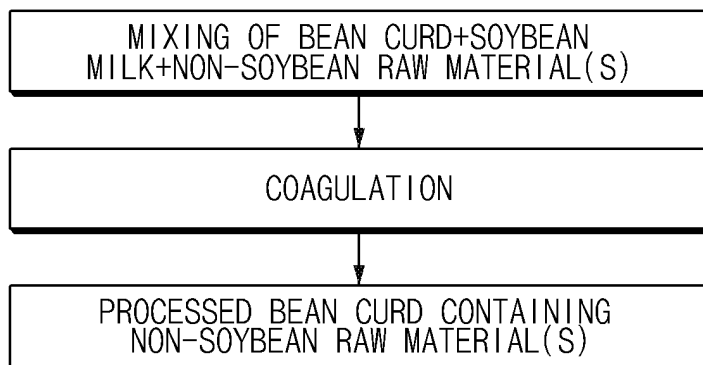 MIXING OF BEAN CURD+SOYBEAN
MILK+NON-SOYBEAN RAW MATERIAL(S)
COAGULATION
PROCESSED BEAN CURD CONTAINING
NON-SOYBEAN RAW MATERIAL(S)